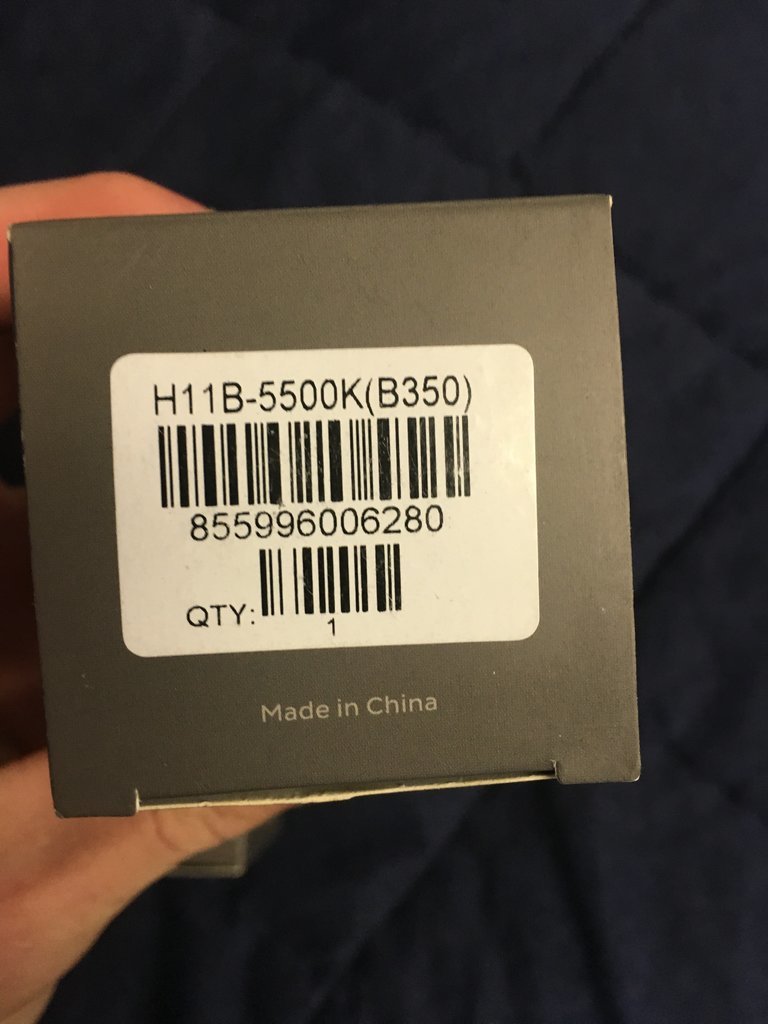 H11B-5500K(B350)
855996006280
QTY:
1
Made in China